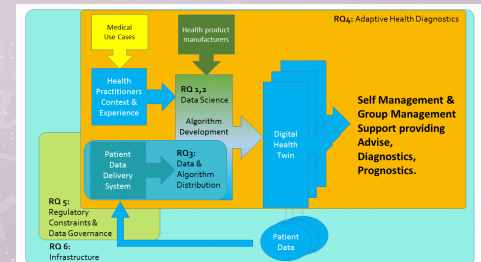 RQ4: Adaptive Health Diagnostics
Medical
Use Cases
Health product
manufacturers
Health
Practitioners
Context &
Experience
RQ 1,2
Data Science
Algorithm
Development
Digital
Health
Twin
Self Management &
Group Management
Support providing
Advise,
Diagnostics,
Prognostics.
Patient
Data
Delivery
System
RQ3:
Data &
Algorithm
Distribution
RQ 5:
Regulatory
Constraints &
Data Governance
RQ 6:
Infrastructure
Patient
Data